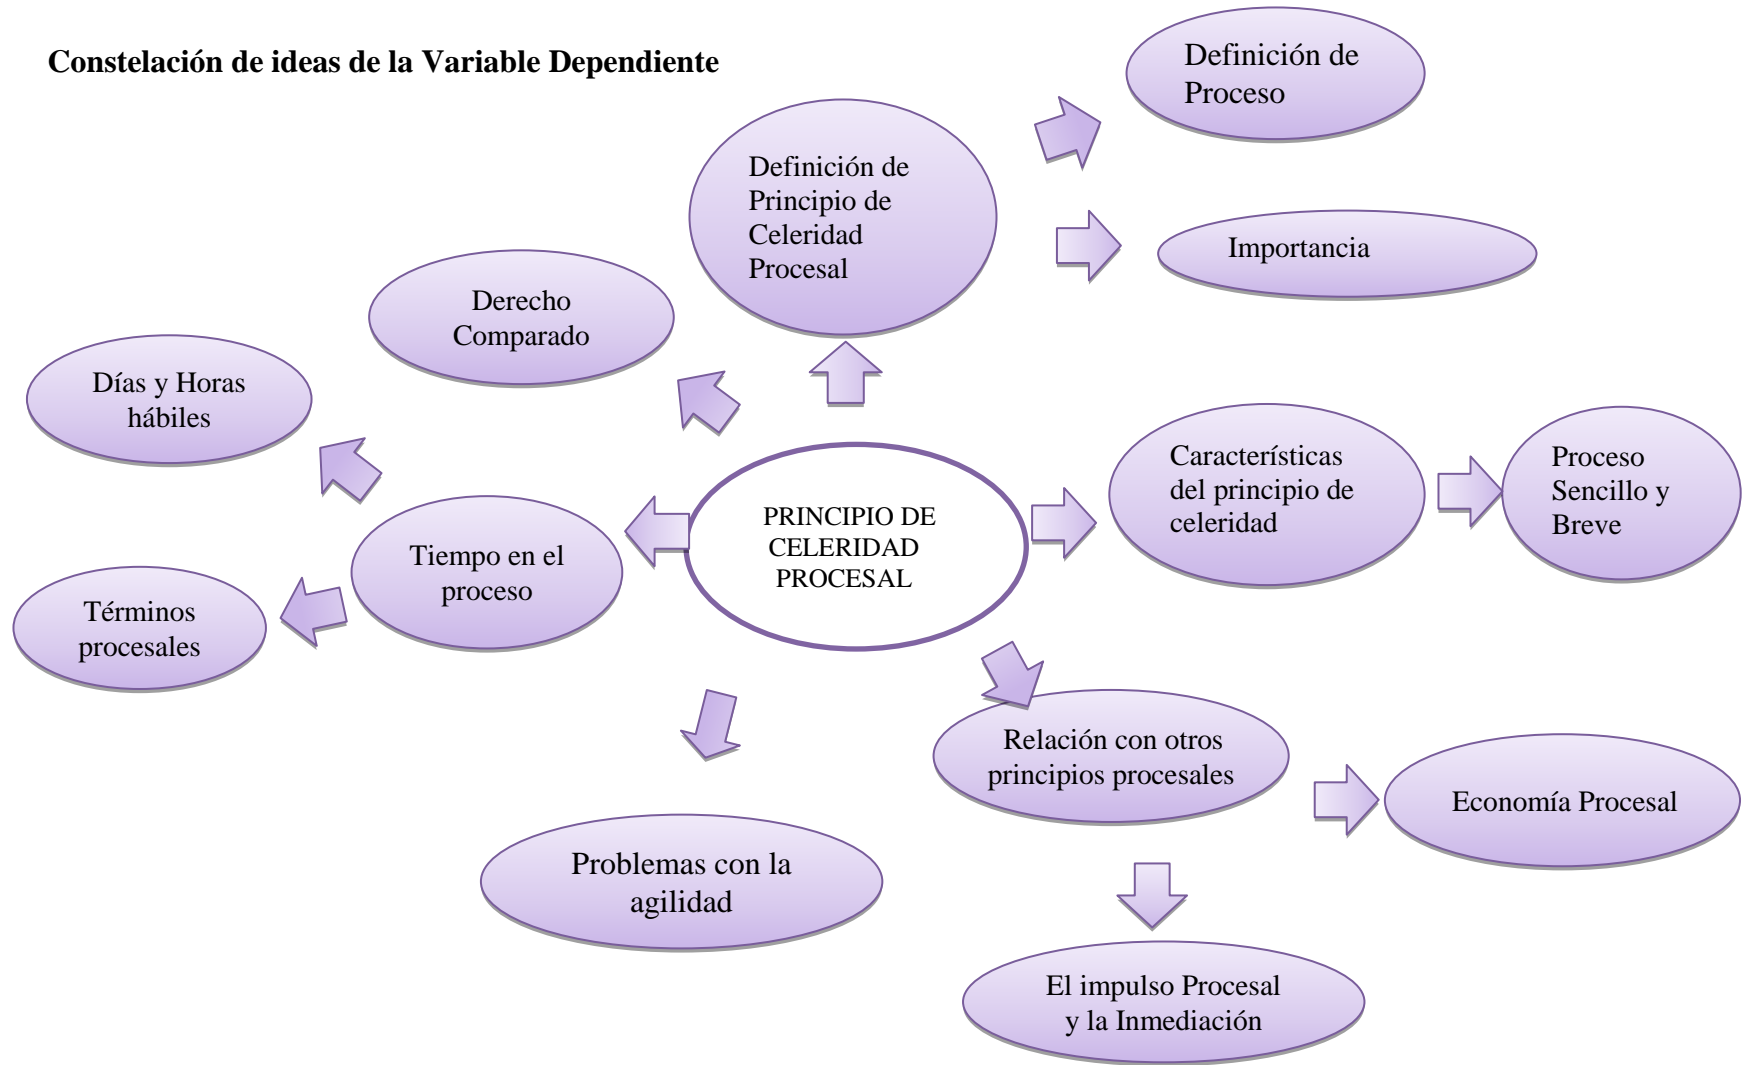 Constelación de ideas de la Variable Dependiente
Definición de
Proceso
Definición de
Principio de
Celeridad
Procesal
Importancia
Derecho
Comparado
Días y Horas
hábiles
Características
del principio de
celeridad
Proceso
Sencillo y
Breve
PRINCIPIO DE
CELERIDAD
PROCESAL
Tiempo en el
proceso
Términos
procesales
Relación con otros
principios procesales
Economía Procesal
Problemas con la
agilidad
El impulso Procesal
y la Inmediación